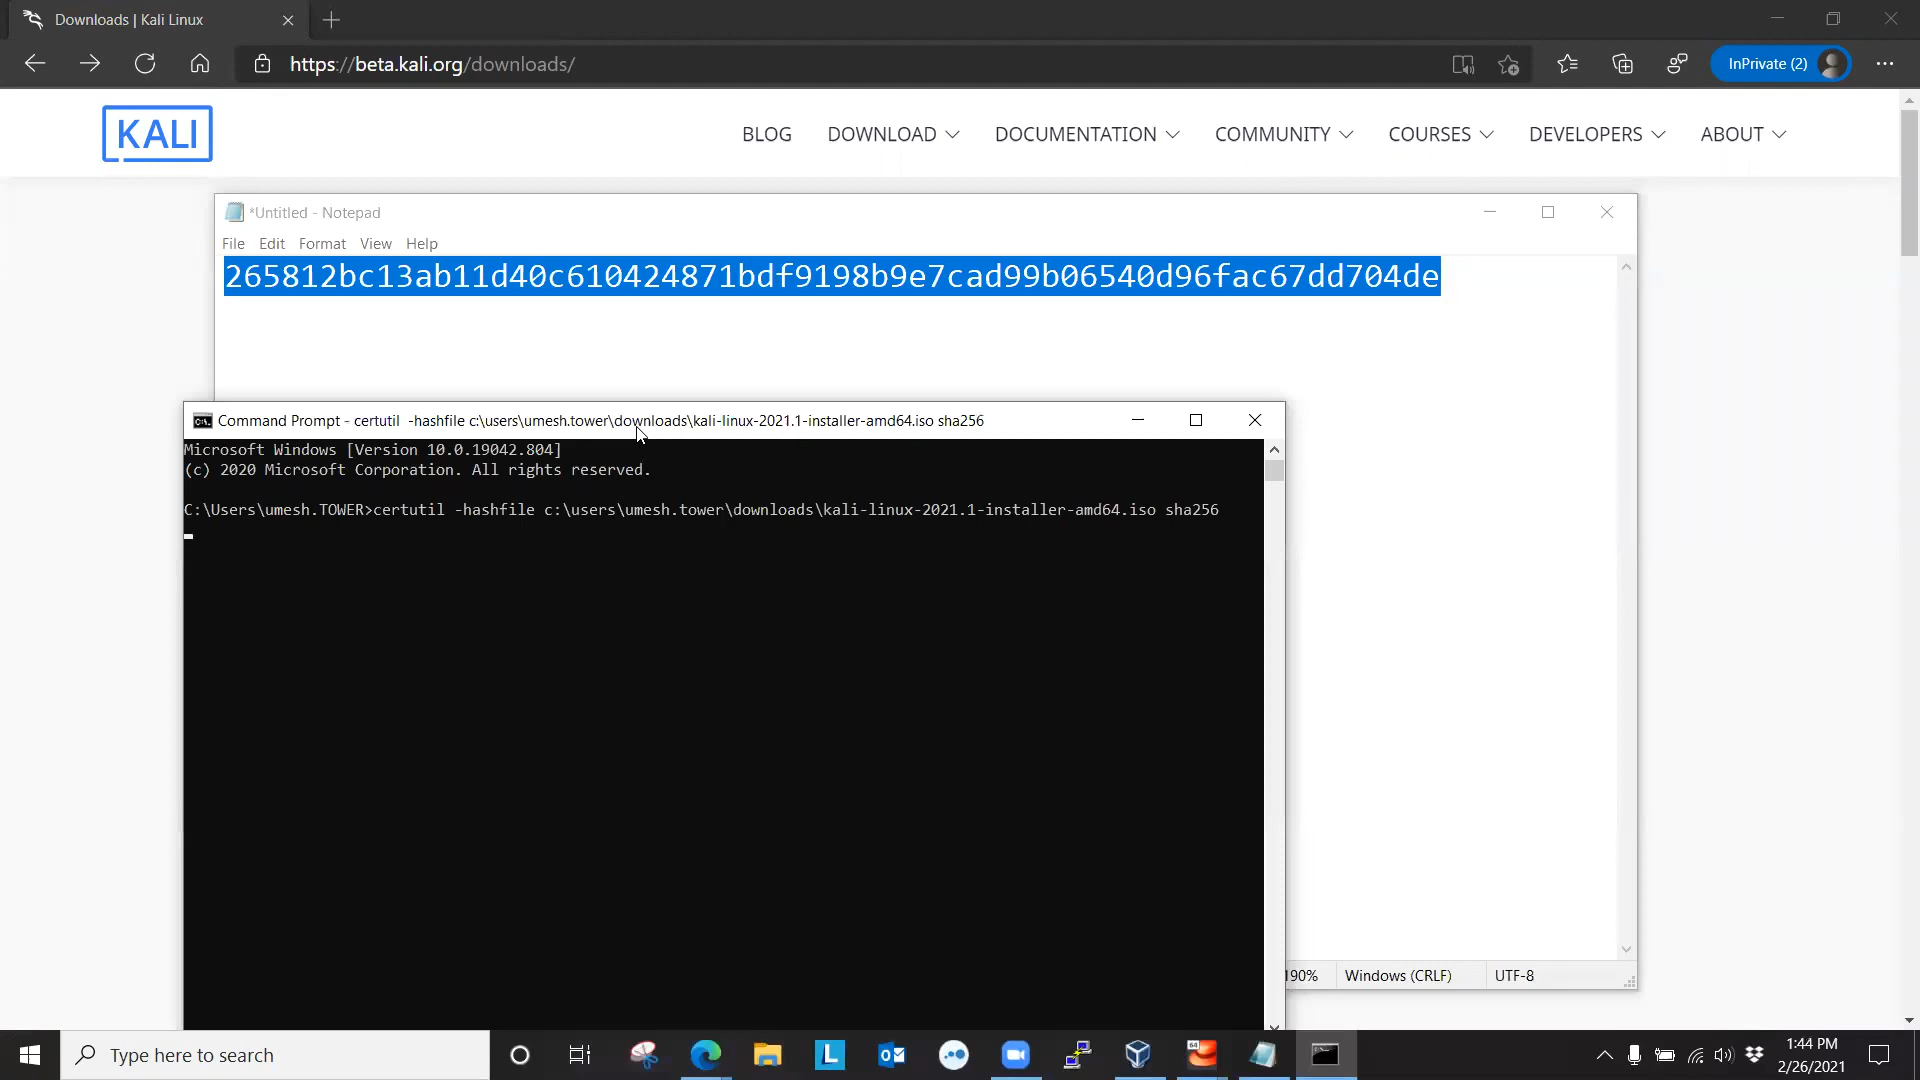 Downloads | Kali Linux
https://beta.kali.org/downloads/
InPrivate (2)
KALI
BLOG DOWNLOAD DOCUMENTATION COMMUNITY COURSES DEVELOPERS ABOUT
*Untitled - Notepad
File Edit Format View Help
265812bc13ab11d40c610424871bdf9198b9e7cad99b06540d96fac67dd704de
Command Prompt - certutil -hashfile c:\users\umesh.tower\downloads\kali-linux-2021.1-installer-amd64.iso sha256
Microsoft Windows [Version 10.0.19042.804]
(c) 2020 Microsoft Corporation. All rights reserved.
C:\Users\umesh.TOWER>certutil -hashfile c:\users\umesh.tower\downloads\kali-linux-2021.1-installer-amd64.iso sha256
190% Windows (CRLF) UTF-8
Type here to search
L
64
1:44 PM
2/26/2021